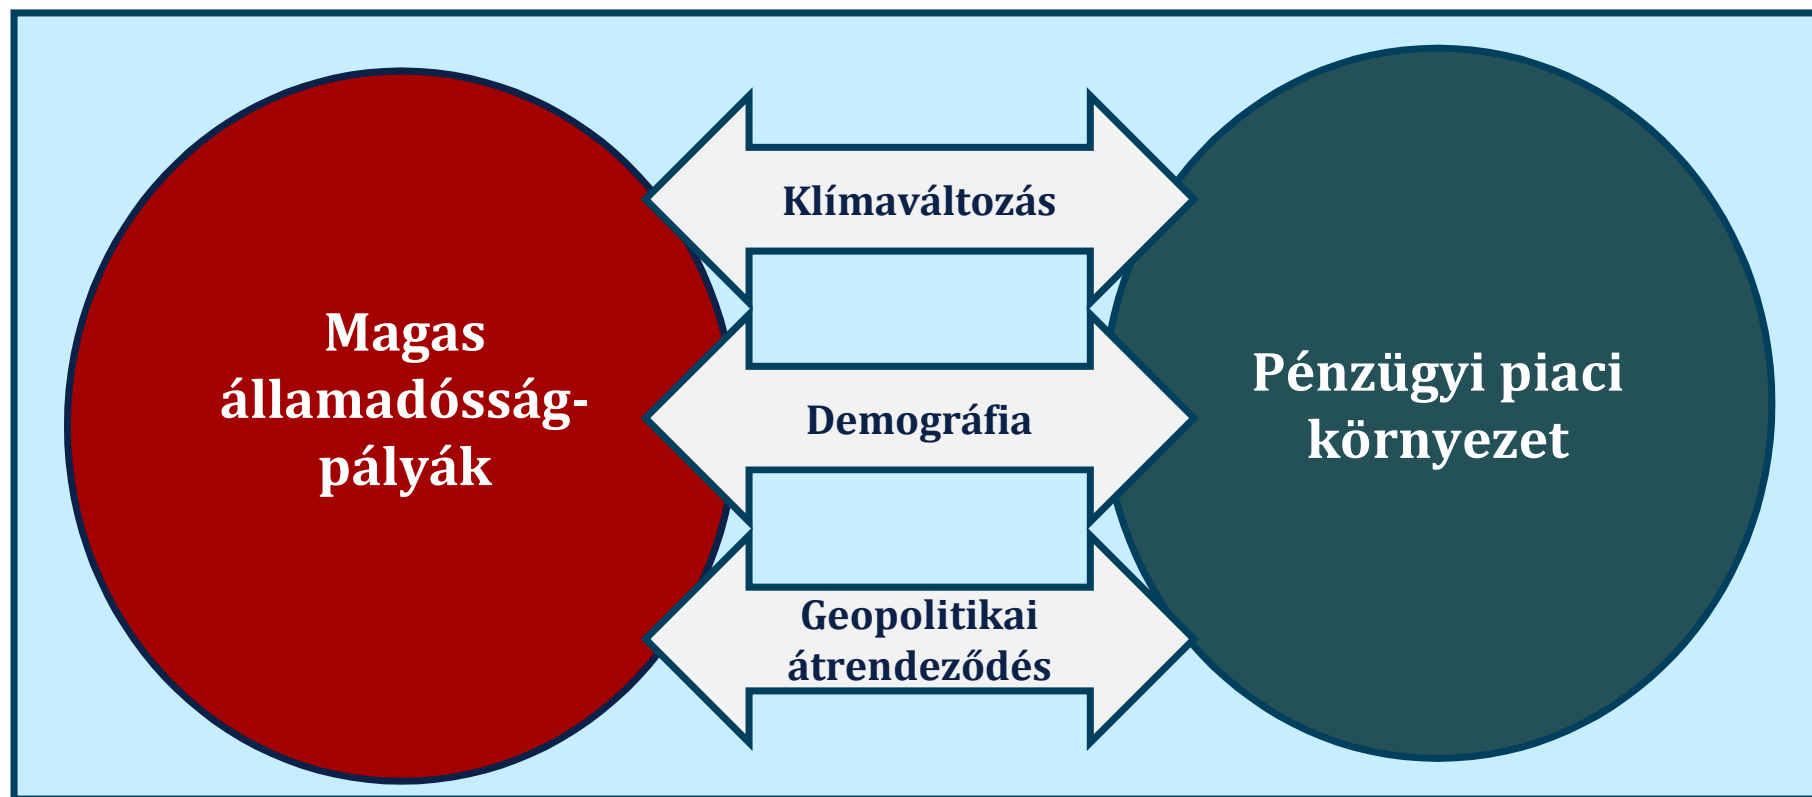 Magas
államadósság-
pályák
Klímaváltozás
Demográfia
Geopolitikai
átrendeződés
Pénzügyi piaci
környezet